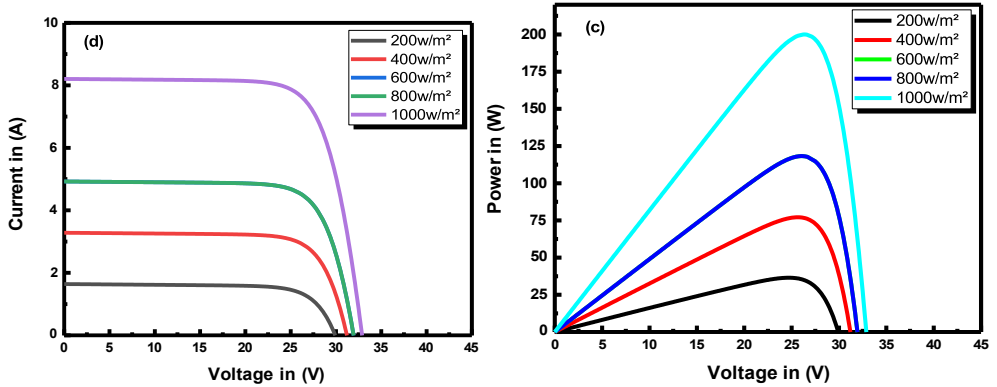 (d)
200w/m²
400w/m²
600w/m²
800w/m²
1000w/m²
Current in (A)
10
8
6
4
2
0
0 5 10 15 20 25 30 35 40 45
Voltage in (V)
(c)
200w/m²
400w/m²
600w/m²
800w/m²
1000w/m²
Power in (W)
200
175
150
125
100
75
50
25
0
0 5 10 15 20 25 30 35 40 45
Voltage in (V)